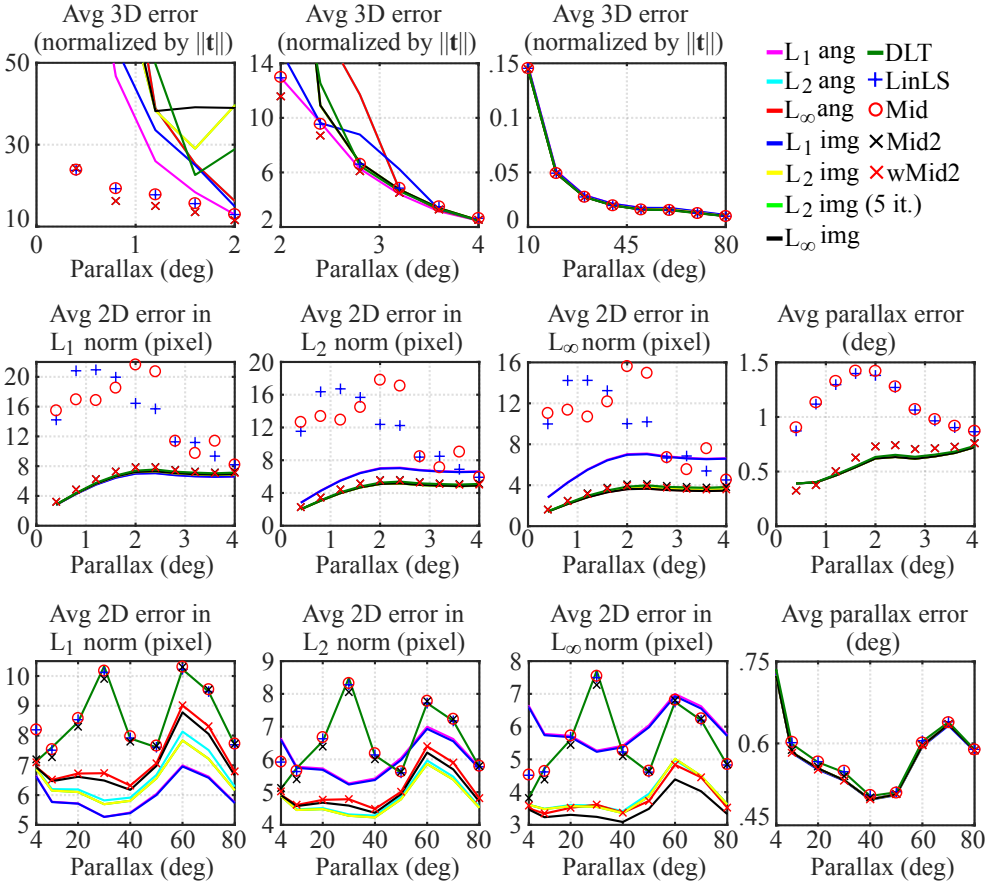 Avg 3D error
(normalized by ||t||)
50
30
10
0
1
2
Parallax (deg)
Avg 3D error
(normalized by ||t||)
14
10
6
2
2
3
4
Parallax (deg)
Avg 3D error
(normalized by ||t||)
.15
0.1
.05
0
10
45
80
Parallax (deg)
L1 ang
L2 ang
L∞ ang
L1 img
L2 img
L2 img (5 it.)
L∞ img
DLT
LinLS
Mid
Mid2
wMid2
Avg 2D error in
L1 norm (pixel)
20
16
12
8
4
0
0
1
2
3
4
Parallax (deg)
Avg 2D error in
L2 norm (pixel)
20
16
12
8
4
0
0
1
2
3
4
Parallax (deg)
Avg 2D error in
L∞ norm (pixel)
16
12
8
4
0
0
1
2
3
4
Parallax (deg)
Avg parallax error
(deg)
1.5
1
0.5
0
0
1
2
3
4
Parallax (deg)
Avg 2D error in
L1 norm (pixel)
10
9
8
7
6
5
4
20
40
60
80
Parallax (deg)
Avg 2D error in
L2 norm (pixel)
9
8
7
6
5
4
4
20
40
60
80
Parallax (deg)
Avg 2D error in
L∞ norm (pixel)
8
7
6
5
4
3
4
20
40
60
80
Parallax (deg)
Avg parallax error
(deg)
.75
0.6
.45
4
20
40
60
80
Parallax (deg)